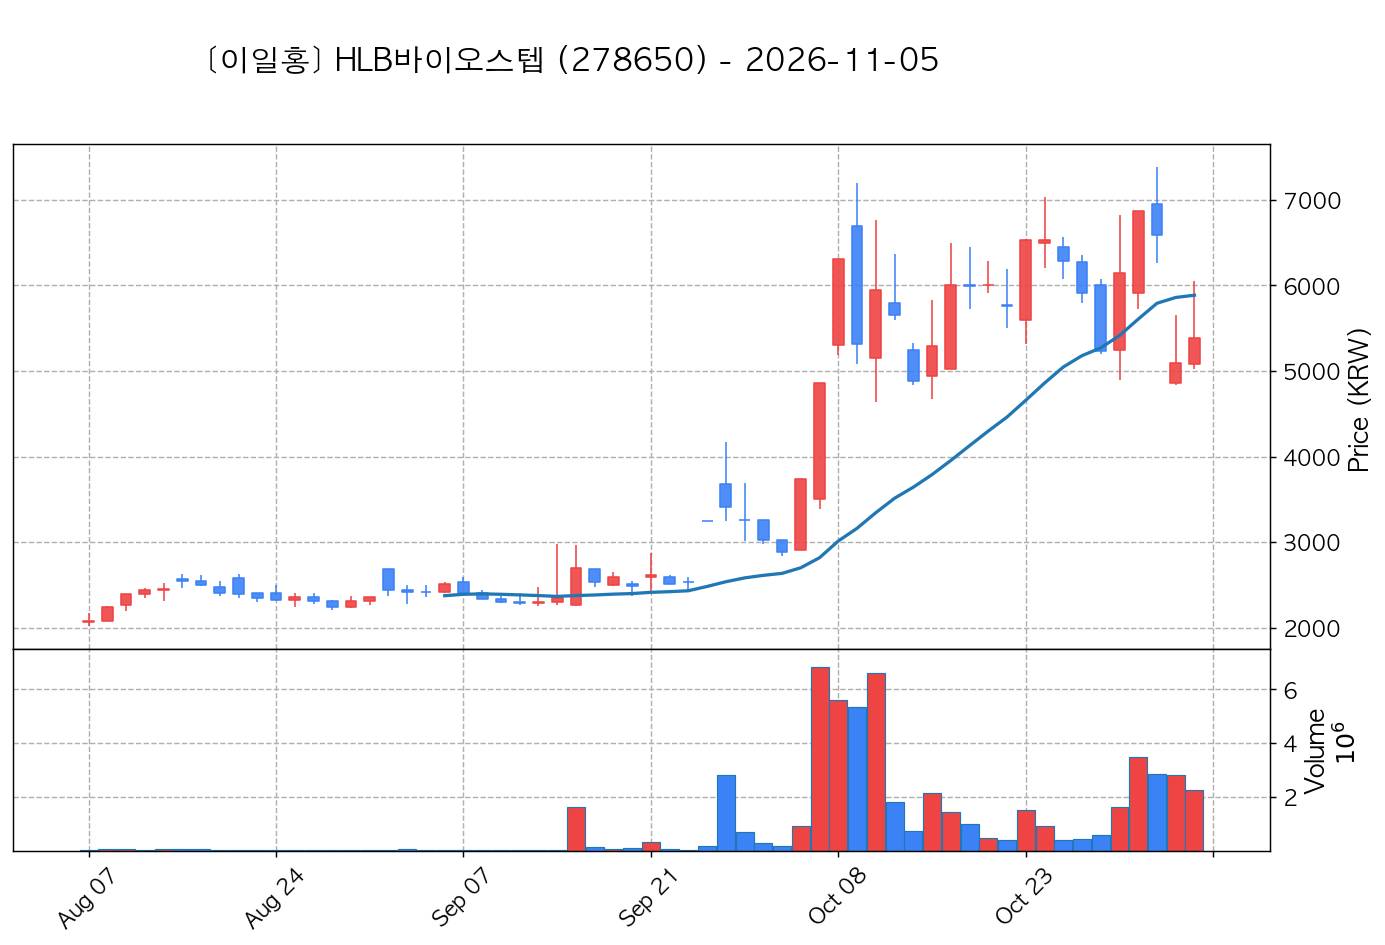 [이일홍] HLB바이오스텝 (278650) - 2026-11-05
7000
6000
5000
4000
3000
2000
Price (KRW)
6
4
2
Volume
10^6
Aug 07
Aug 24
Sep 07
Sep 21
Oct 08
Oct 23